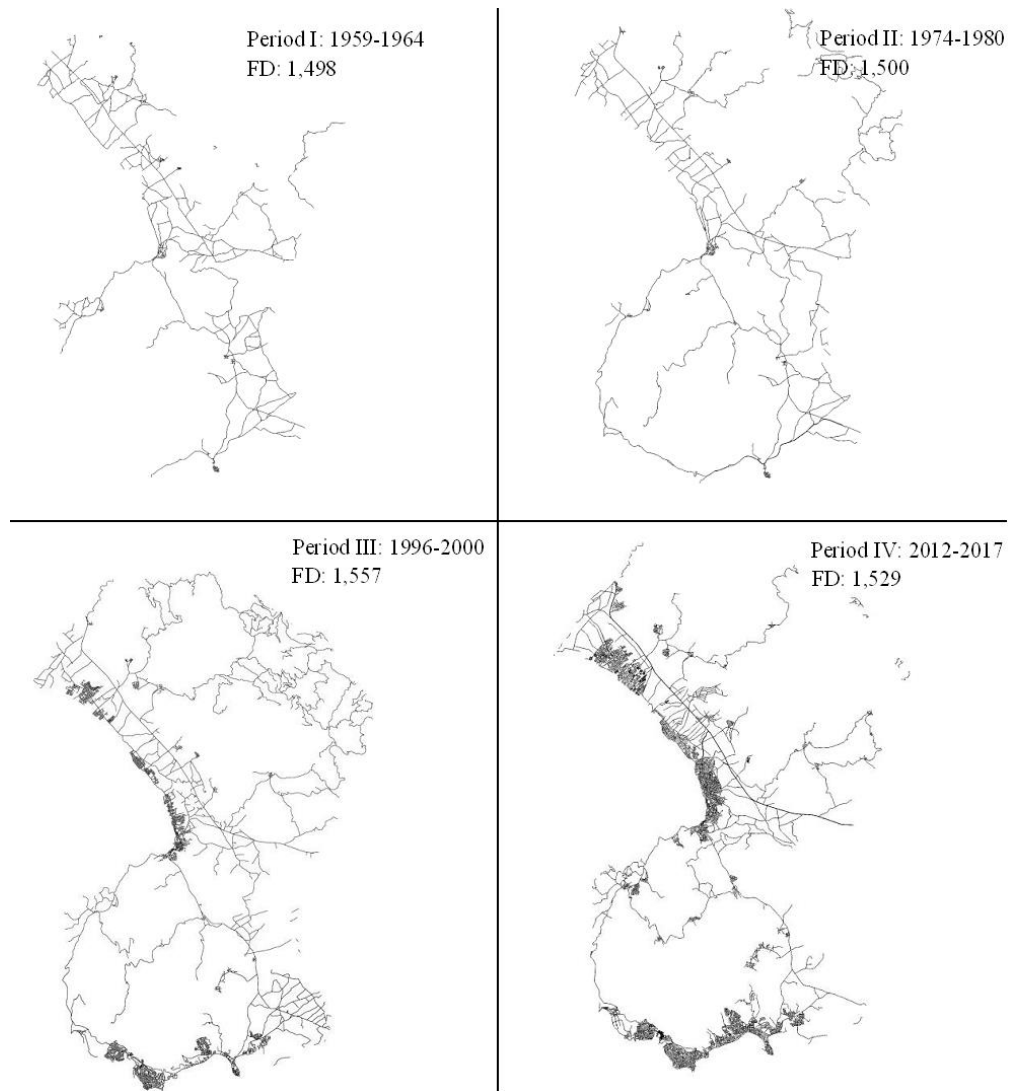 Period I: 1959-1964
FD: 1,498
Period II: 1974-1980
FD: 1,500
Period III: 1996-2000
FD: 1,557
Period IV: 2012-2017
FD: 1,529